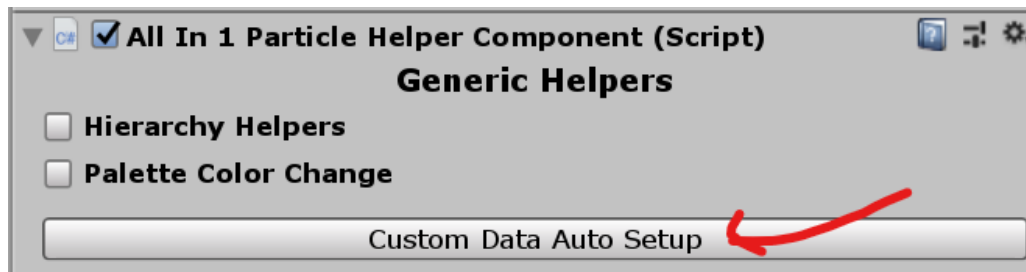 All In 1 Particle Helper Component (Script)
Generic Helpers
Hierarchy Helpers
Palette Color Change
Custom Data Auto Setup